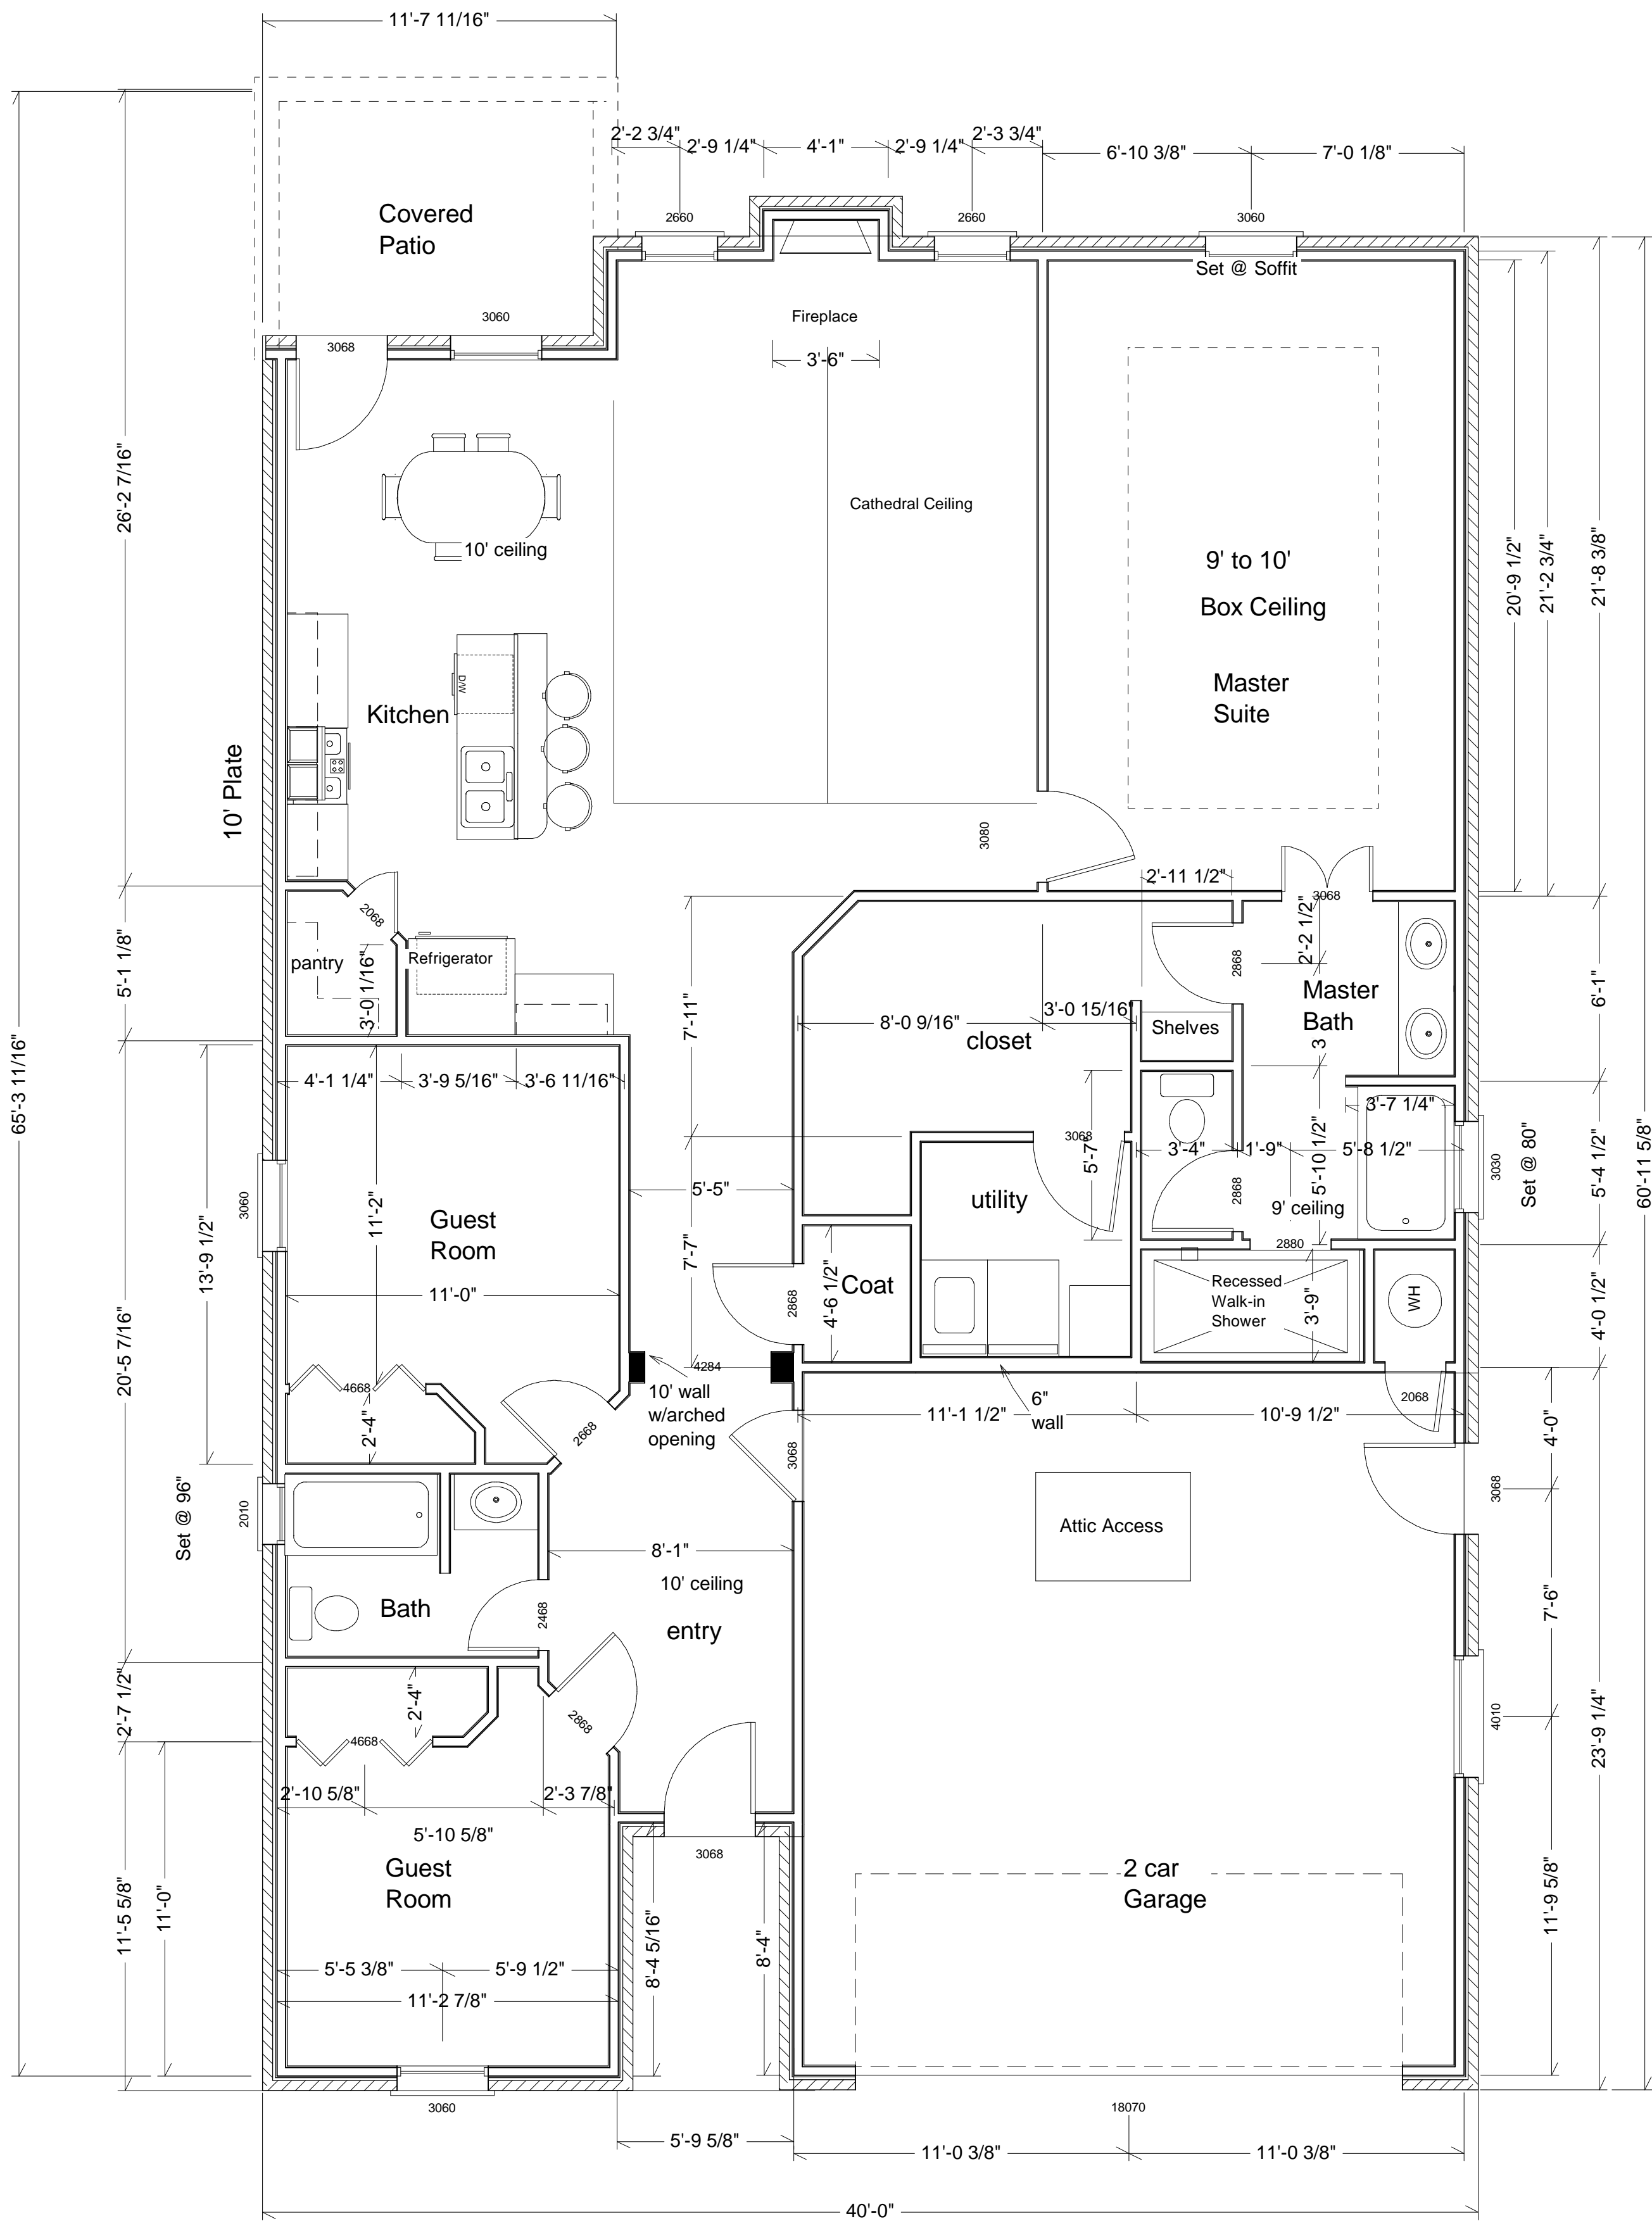 11'-7 11/16"
2'-2 3/4"
2'-9 1/4"
4'-1"
2'-9 1/4"
2'-3 3/4"
6'-10 3/8"
7'-0 1/8"
Covered
Patio
2660
2660
3060
Set @ Soffit
3060
3068
Fireplace
3'-6"
26'-2 7/16"
Cathedral Ceiling
10' ceiling
9' to 10'
Box Ceiling
20'-9 1/2"
21'-2 3/4"
21'-8 3/8"
Master
Suite
D/W
Kitchen
10' Plate
3080
2'-11 1/2"
3068
2'-2 1/2"
2068
5'-1 1/8"
pantry
3'-0 1/16"
Refrigerator
2868
7'-11"
8'-0 9/16"
3'-0 15/16"
closet
Shelves
Master
Bath
3
6'-1"
65'-3 11/16"
4'-1 1/4"
3'-9 5/16"
3'-6 11/16"
3'-7 1/4"
3068
5'-7"
3'-4"
1'-9"
5'-10 1/2"
5'-8 1/2"
3030
Set @ 80"
5'-4 1/2"
60'-11 5/8"
5'-5"
3060
13'-9 1/2"
11'-2"
Guest
Room
utility
2868
9' ceiling
2880
7'-7"
11'-0"
2868
4'-6 1/2"
Coat
Recessed
Walk-in
Shower
3'-9"
WH
4'-0 1/2"
20'-5 7/16"
4284
4668
2'-4"
10' wall
w/arched
opening
2668
6"
wall
11'-1 1/2"
10'-9 1/2"
2068
4'-0"
3068
3068
Set @ 96"
2010
Attic Access
8'-1"
10' ceiling
Bath
2468
entry
7'-6"
2'-7 1/2"
2'-4"
2868
4010
23'-9 1/4"
4668
2'-10 5/8"
2'-3 7/8"
5'-10 5/8"
3068
Guest
Room
2 car
Garage
11'-5 5/8"
11'-0"
8'-4 5/16"
8'-4"
11'-9 5/8"
5'-5 3/8"
5'-9 1/2"
11'-2 7/8"
3060
18070
5'-9 5/8"
11'-0 3/8"
11'-0 3/8"
40'-0"